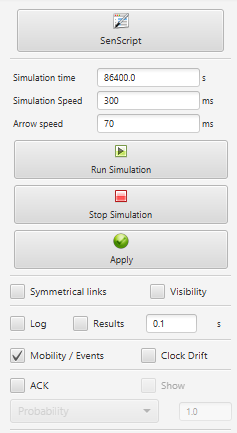 SenScript
Simulation time 86400.0 s
Simulation Speed 300 ms
Arrow speed 70 ms
Run Simulation
Stop Simulation
Apply
Symmetrical links Visibility
Log Results 0.1 s
Mobility / Events Clock Drift
ACK Show
Probability 1.0